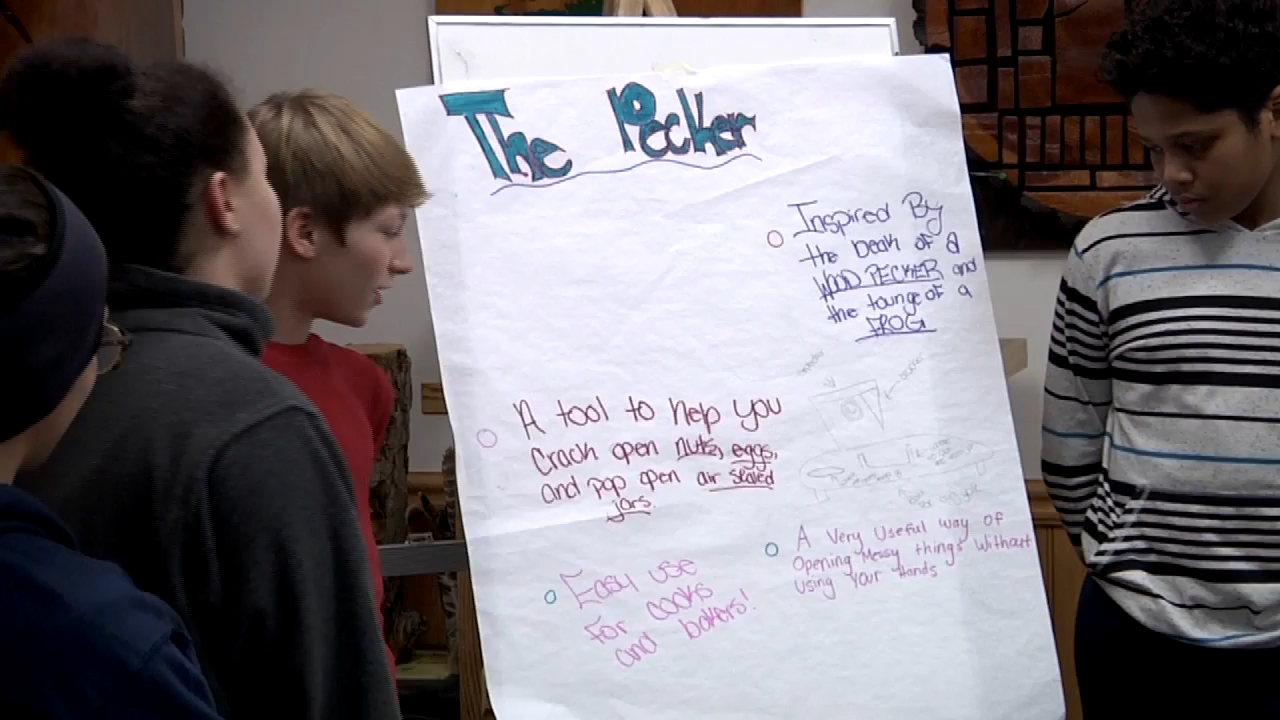 The Pecker
Inspired By
the beak of a
WOOD PECKER and
the tounge of a
FROG
A tool to help you
Crack open nuts, eggs,
and pop open air sealed
jars.
A Very Useful way of
Opening Messy things Without
Using Your Hands
Easy use
For cooks
and bakers!